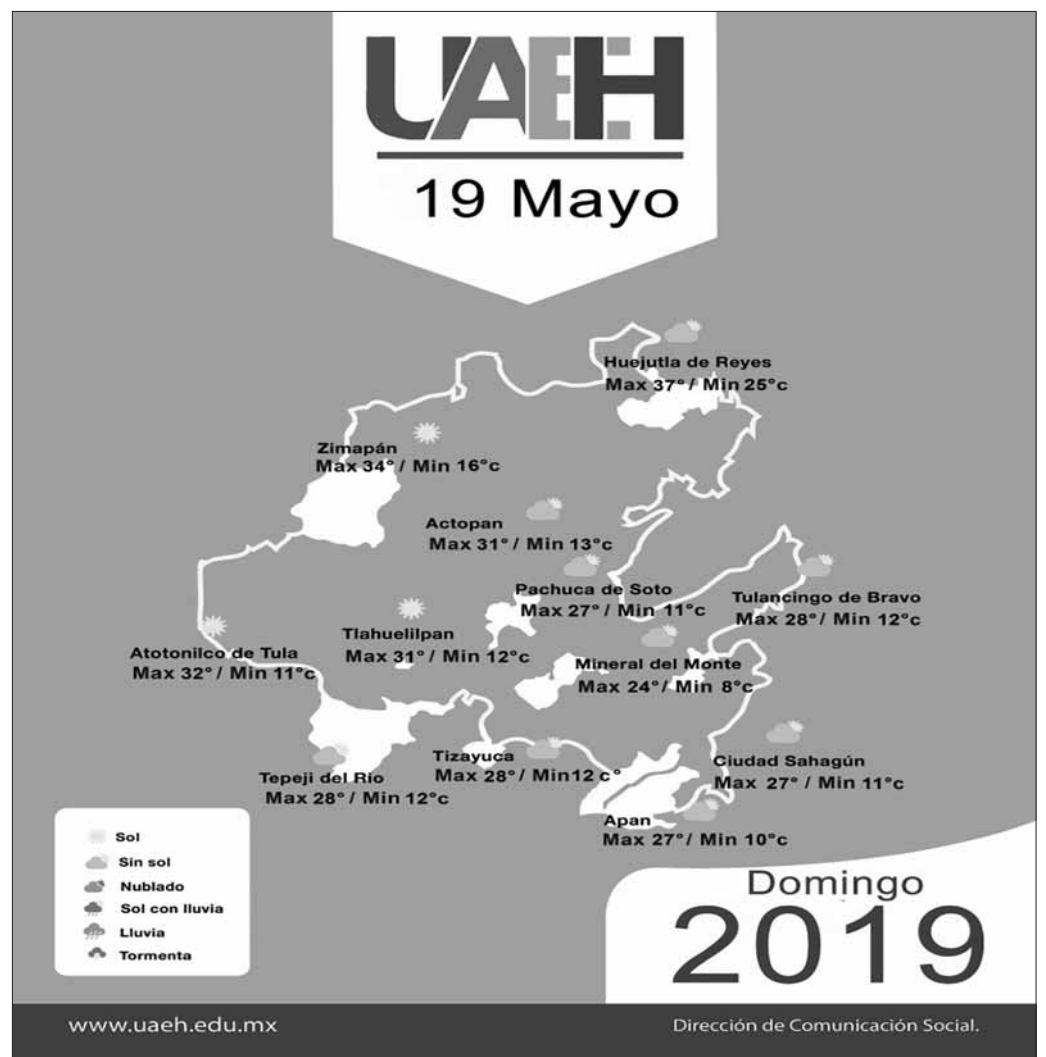 UAEH
19 Mayo
Huejutla de Reyes
Max 37° / Min 25°c
Zimapán
Max 34° / Min 16°c
Actopan
Max 31° / Min 13°c
Pachuca de Soto
Max 27° / Min 11°c
Tulancingo de Bravo
Max 28° / Min 12°c
Tlahuelilpan
Max 31° / Min 12°c
Atotonilco de Tula
Max 32° / Min 11°c
Mineral del Monte
Max 24° / Min 8°c
Tizayuca
Max 28° / Min12 c°
Ciudad Sahagún
Max 27° / Min 11°c
Tepeji del Río
Max 28° / Min 12°c
Apan
Max 27° / Min 10°c
Sol
Sin sol
Nublado
Sol con lluvia
Lluvia
Tormenta
Domingo
2019
www.uaeh.edu.mx
Dirección de Comunicación Social.